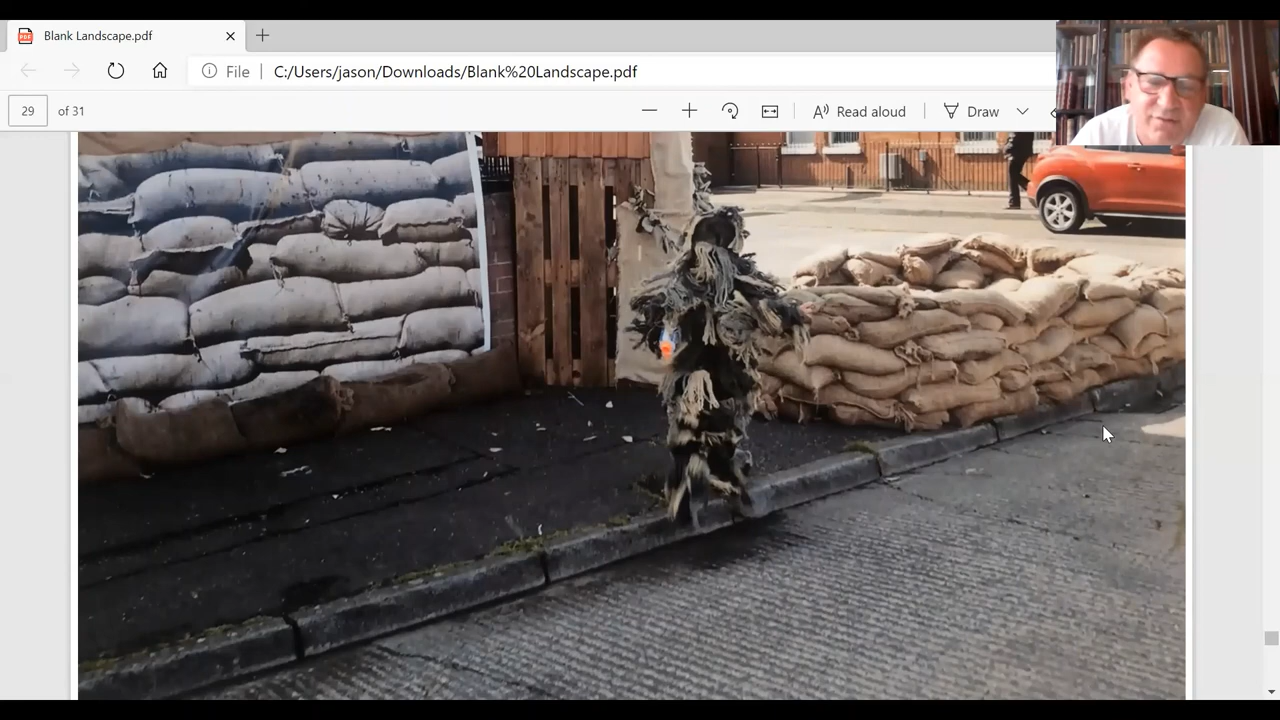 Blank Landscape.pdf
File
C:/Users/jason/Downloads/Blank%20Landscape.pdf
29 of 31
Read aloud
Draw